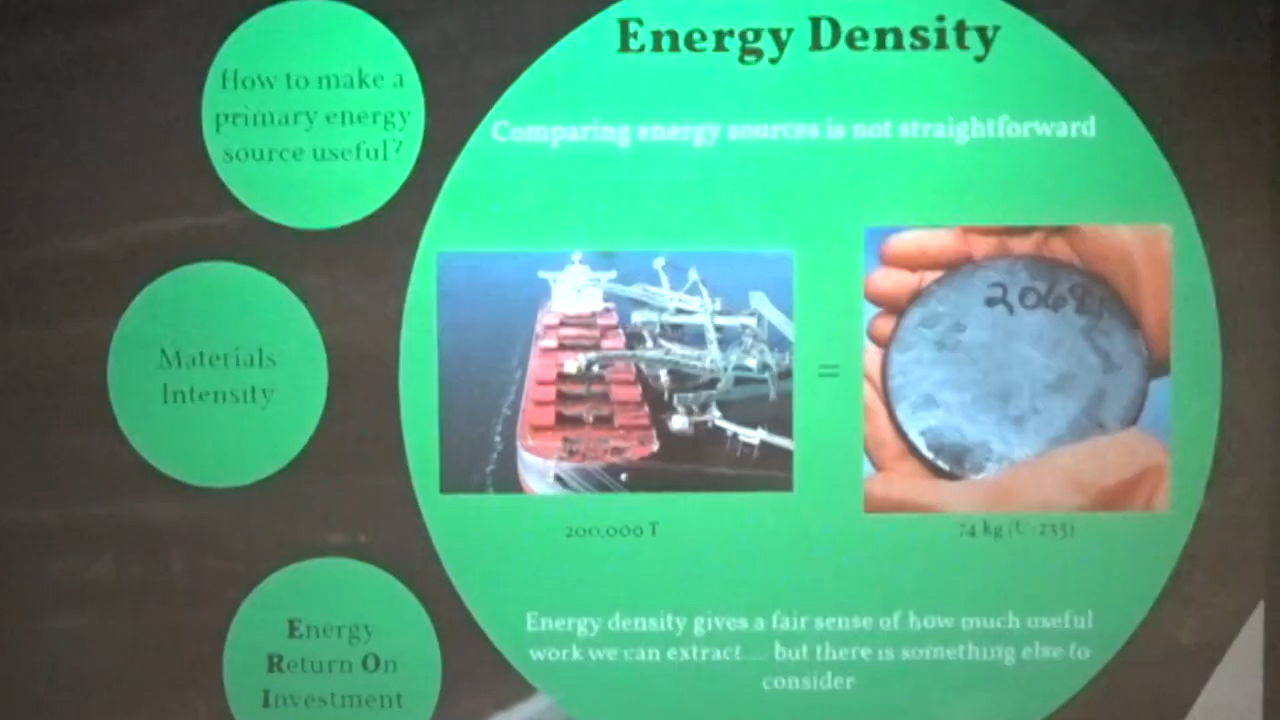 Energy Density
How to make a
primary energy
source useful?
Comparing energy sources is not straightforward
Materials
Intensity
=
200,000 T
74 kg (U-235)
Energy density gives a fair sense of how much useful
work we can extract.... but there is something else to
consider
Energy
Return On
Investment